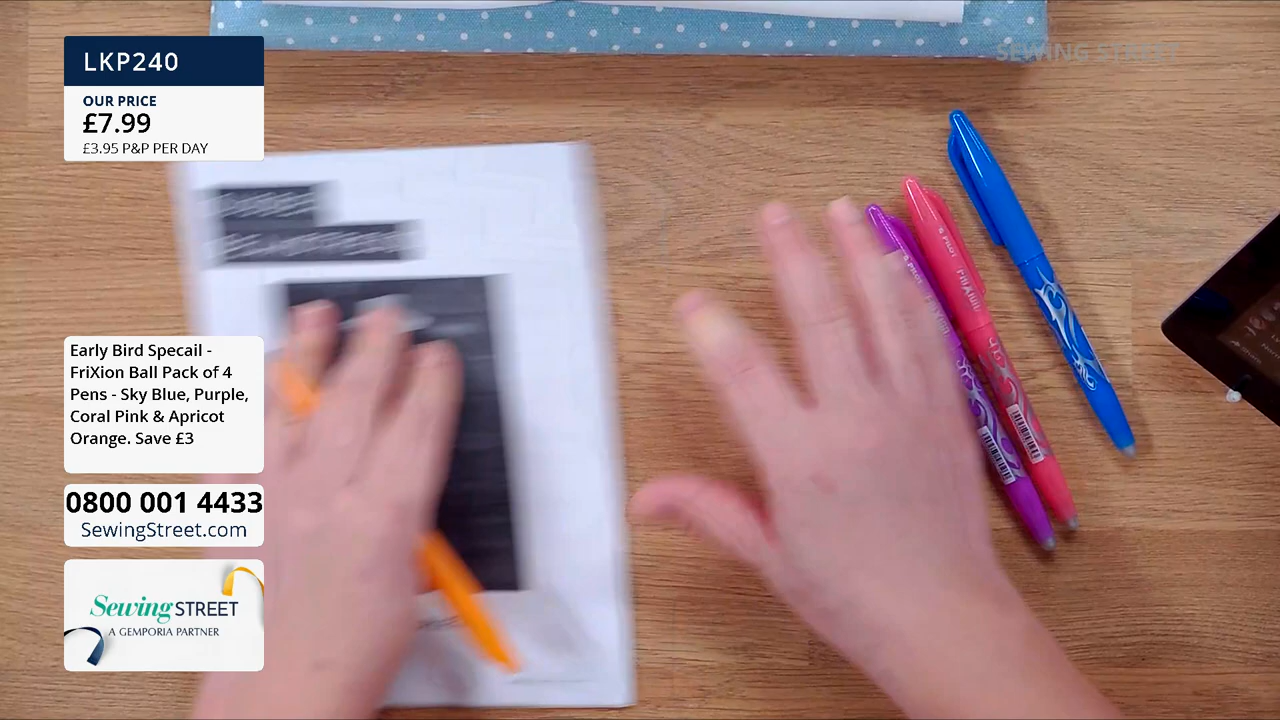 LKP240
OUR PRICE
£7.99
£3.95 P&P PER DAY
Early Bird Specail -
FriXion Ball Pack of 4
Pens - Sky Blue, Purple,
Coral Pink & Apricot
Orange. Save £3
0800 001 4433
SewingStreet.com
Sewing STREET
A GEMPORIA PARTNER
SEWING STREET
PILOT
FriXion